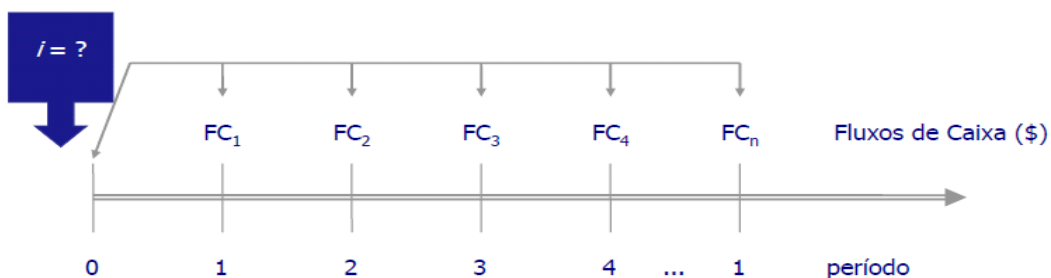 i = ?
FC₁ FC₂ FC₃ FC₄ FCₙ Fluxos de Caixa ($)
0 1 2 3 4 ... 1 período